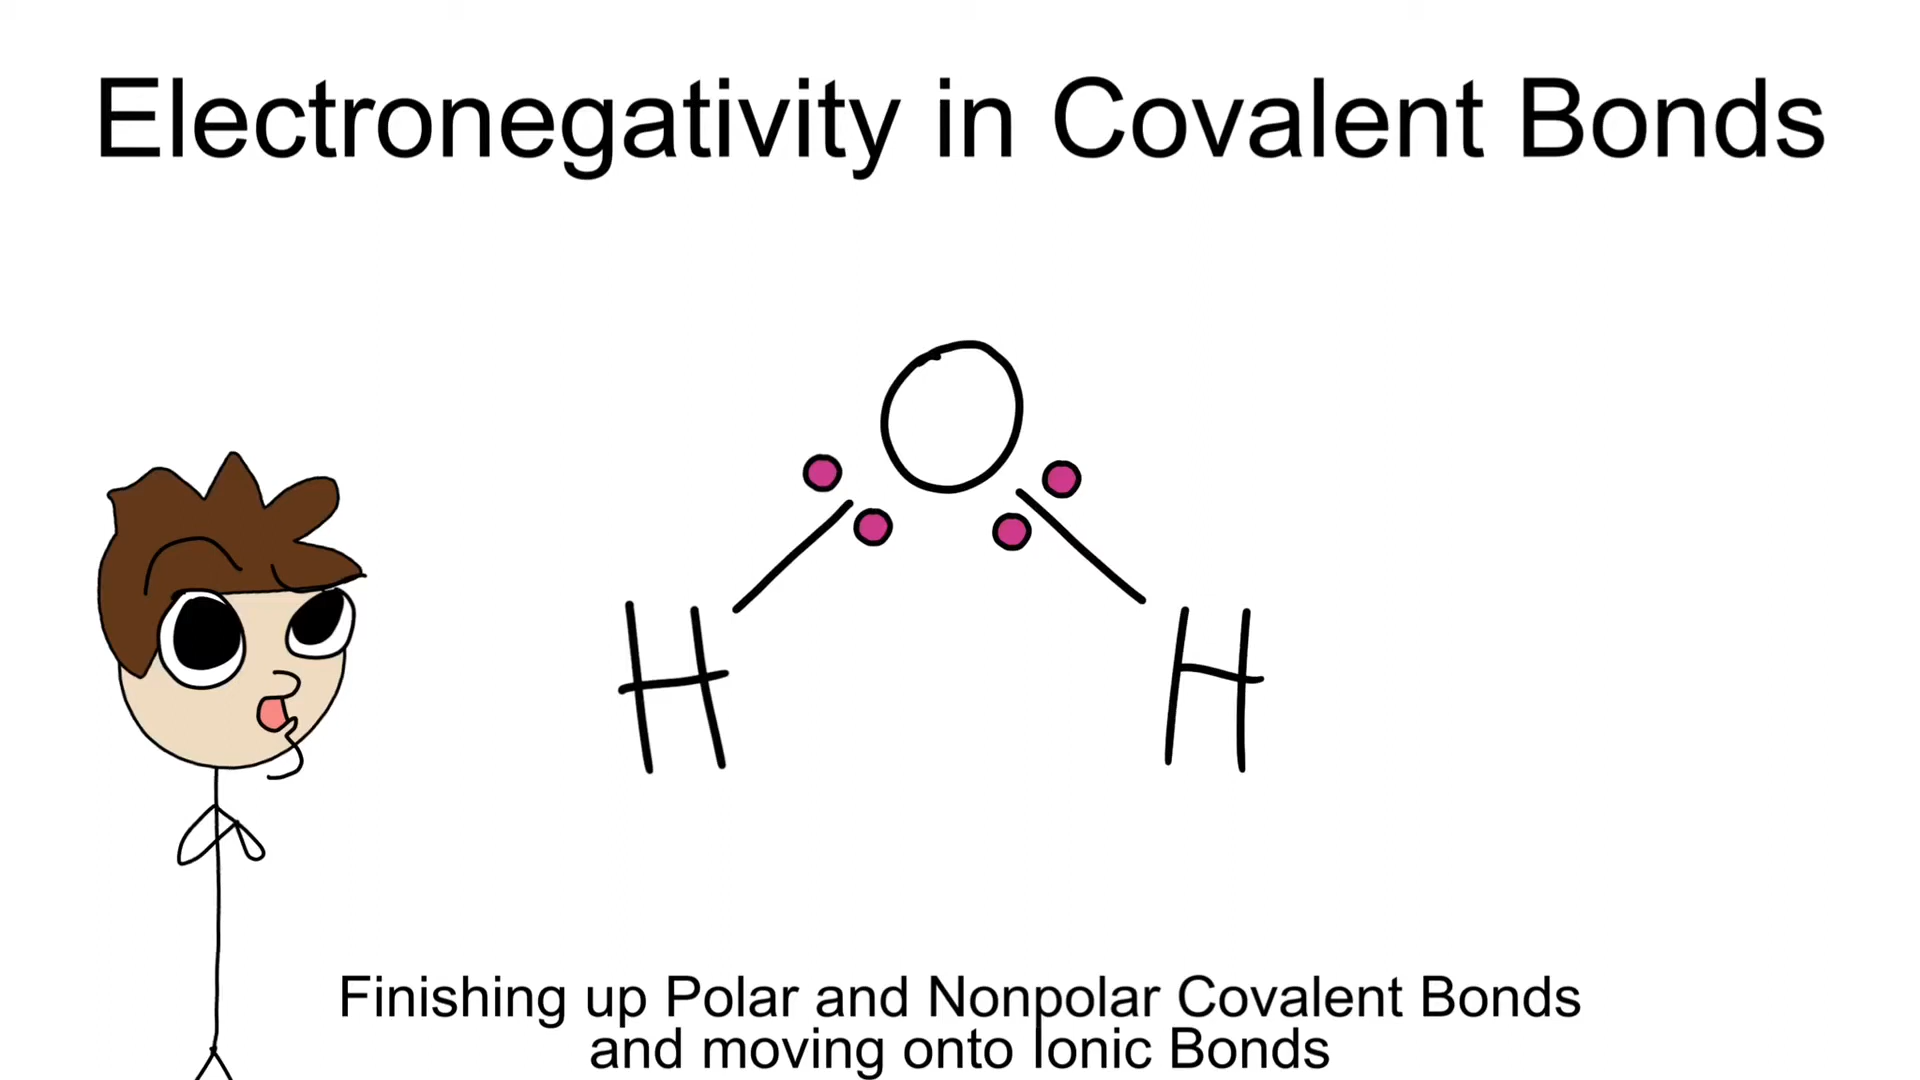 Electronegativity in Covalent Bonds
O
H H
Finishing up Polar and Nonpolar Covalent Bonds
and moving onto Ionic Bonds